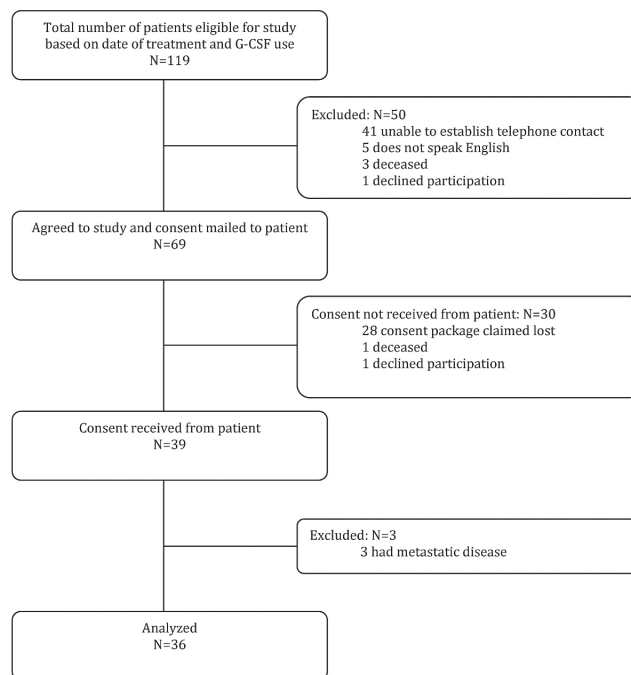 Total number of patients eligible for study
based on date of treatment and G-CSF use
N=119
Excluded: N=50
41 unable to establish telephone contact
5 does not speak English
3 deceased
1 declined participation
Agreed to study and consent mailed to patient
N=69
Consent not received from patient: N=30
28 consent package claimed lost
1 deceased
1 declined participation
Consent received from patient
N=39
Excluded: N=3
3 had metastatic disease
Analyzed
N=36